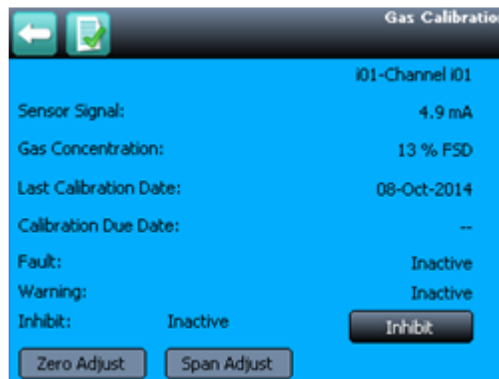 Gas Calibratio
i01-Channel i01
Sensor Signal: 4.9 mA
Gas Concentration: 13 % FSD
Last Calibration Date: 08-Oct-2014
Calibration Due Date: --
Fault: Inactive
Warning: Inactive
Inhibit: Inactive Inhibit
Zero Adjust Span Adjust